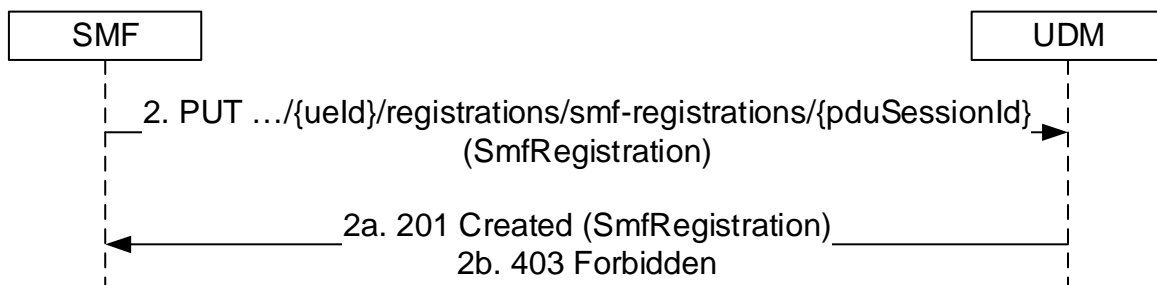 SMF
UDM
2. PUT …/{ueId}/registrations/smf-registrations/{pduSessionId}
(SmfRegistration)
2a. 201 Created (SmfRegistration)
2b. 403 Forbidden